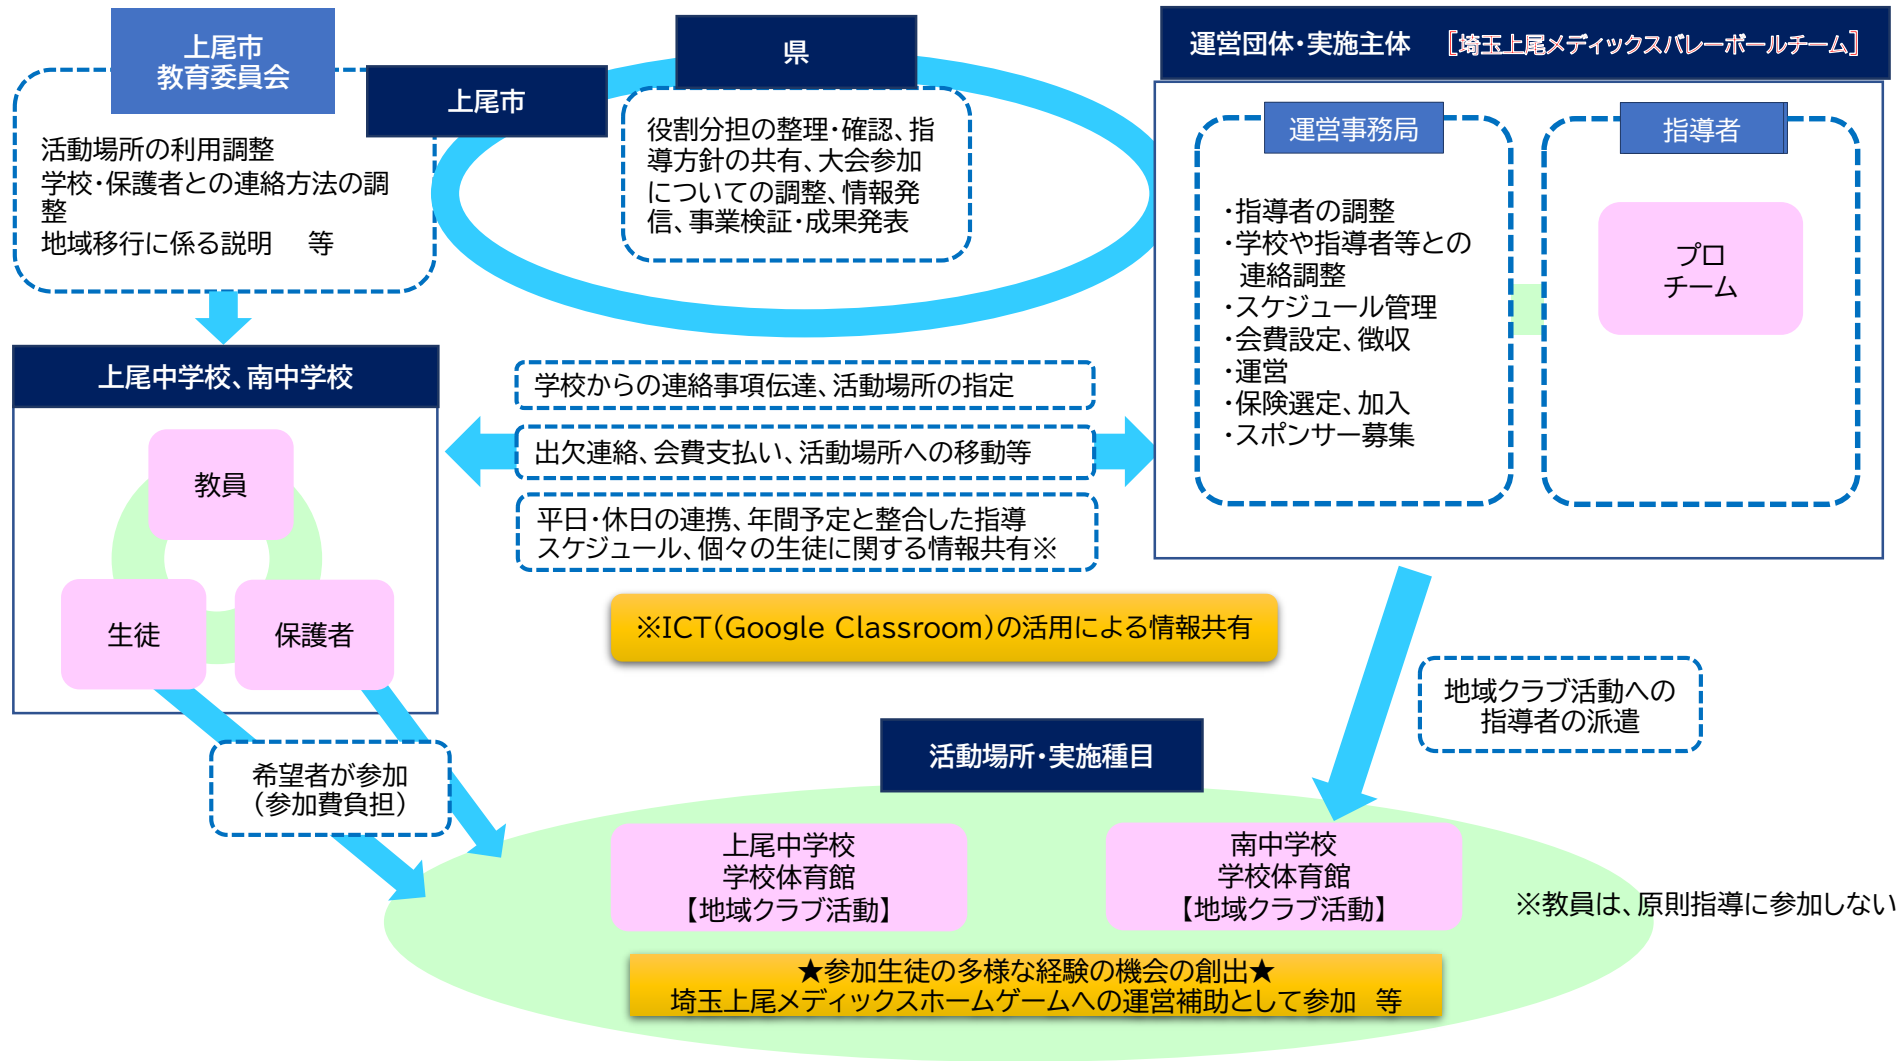 上尾市
教育委員会
上尾市
活動場所の利用調整
学校・保護者との連絡方法の調
整
地域移行に係る説明　等
県
役割分担の整理・確認、指
導方針の共有、大会参加
についての調整、情報発
信、事業検証・成果発表
運営団体・実施主体　［埼玉上尾メディックスバレーボールチーム］
運営事務局
・指導者の調整
・学校や指導者等との
連絡調整
・スケジュール管理
・会費設定、徴収
・運営
・保険選定、加入
・スポンサー募集
指導者
プロ
チーム
上尾中学校、南中学校
教員
生徒
保護者
学校からの連絡事項伝達、活動場所の指定
出欠連絡、会費支払い、活動場所への移動等
平日・休日の連携、年間予定と整合した指導
スケジュール、個々の生徒に関する情報共有※
※ICT（Google Classroom）の活用による情報共有
地域クラブ活動への
指導者の派遣
希望者が参加
（参加費負担）
活動場所・実施種目
上尾中学校
学校体育館
【地域クラブ活動】
南中学校
学校体育館
【地域クラブ活動】
※教員は、原則指導に参加しない
★参加生徒の多様な経験の機会の創出★
埼玉上尾メディックスホームゲームへの運営補助として参加　等